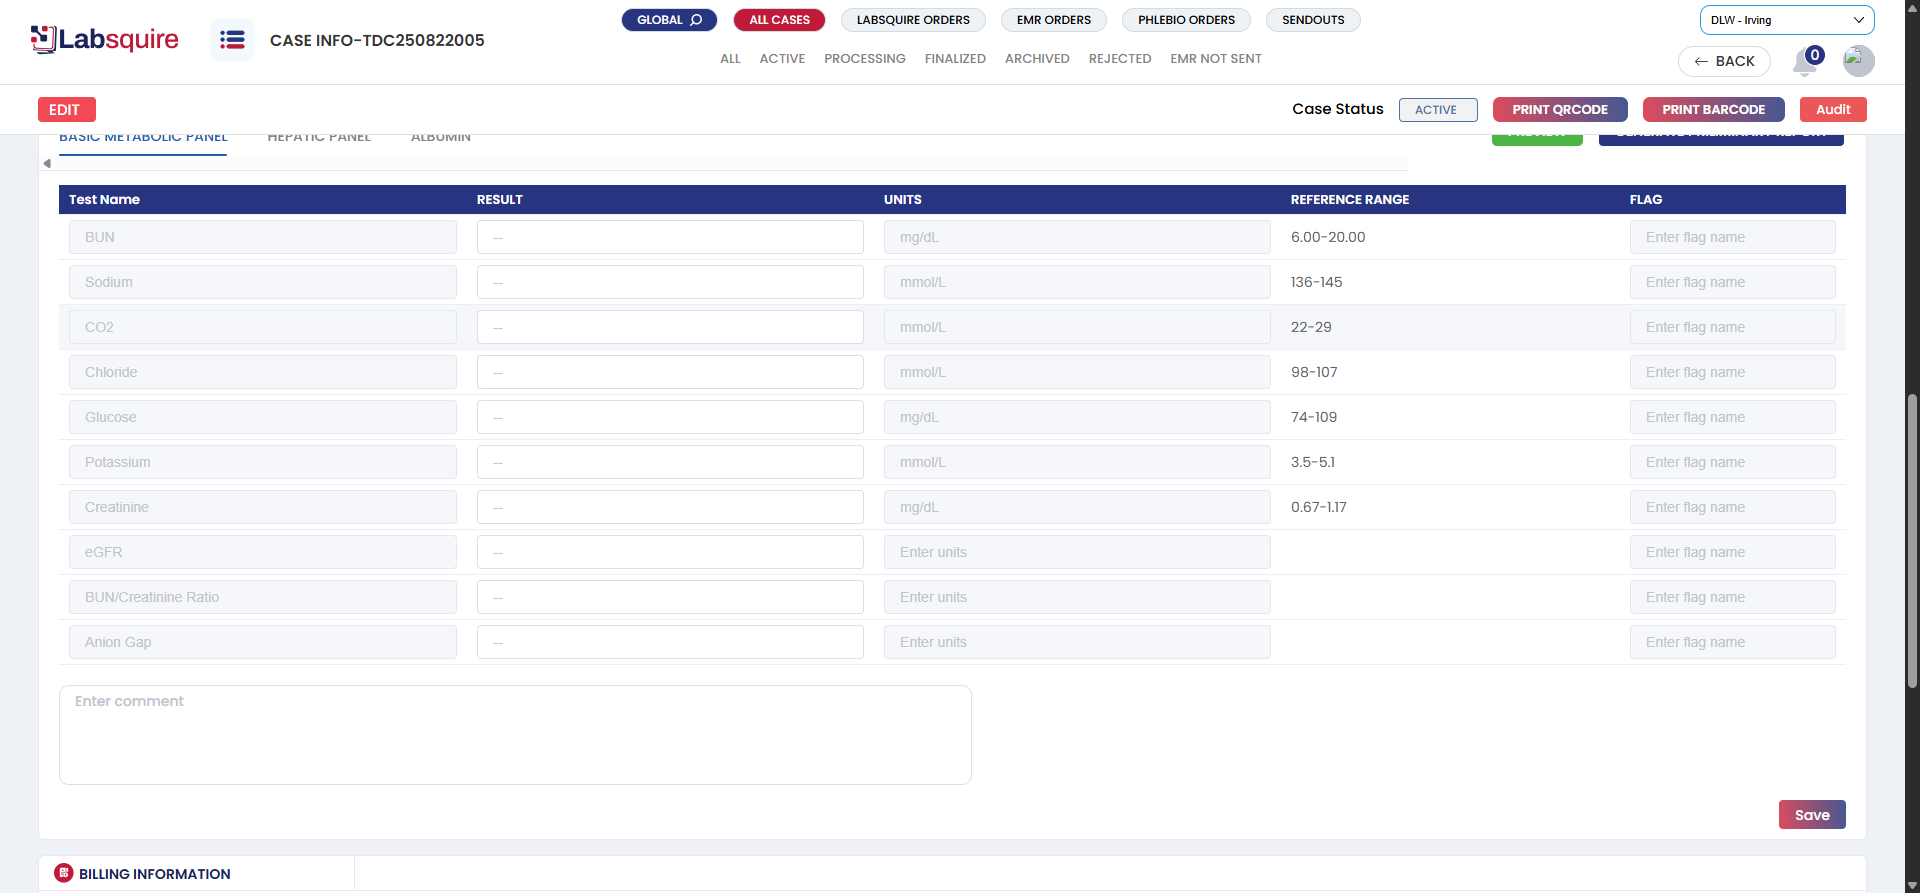 Labsquire
CASE INFO-TDC250822005
GLOBAL
ALL CASES
LABSQUIRE ORDERS
EMR ORDERS
PHLEBIO ORDERS
SENDOUTS
ALL
ACTIVE
PROCESSING
FINALIZED
ARCHIVED
REJECTED
EMR NOT SENT
DLW - Irving
← BACK
0
EDIT
Case Status
ACTIVE
PRINT QRCODE
PRINT BARCODE
Audit
BASIC METABOLIC PANEL
HEPATIC PANEL
ALBUMIN
PREVIEW
GENERATE PRELIMINARY REPORT
Test Name RESULT UNITS REFERENCE RANGE FLAG
BUN -- mg/dL 6.00-20.00 Enter flag name
Sodium -- mmol/L 136-145 Enter flag name
CO2 -- mmol/L 22-29 Enter flag name
Chloride -- mmol/L 98-107 Enter flag name
Glucose -- mg/dL 74-109 Enter flag name
Potassium -- mmol/L 3.5-5.1 Enter flag name
Creatinine -- mg/dL 0.67-1.17 Enter flag name
eGFR -- Enter units Enter flag name
BUN/Creatinine Ratio -- Enter units Enter flag name
Anion Gap -- Enter units Enter flag name
Enter comment
Save
BILLING INFORMATION